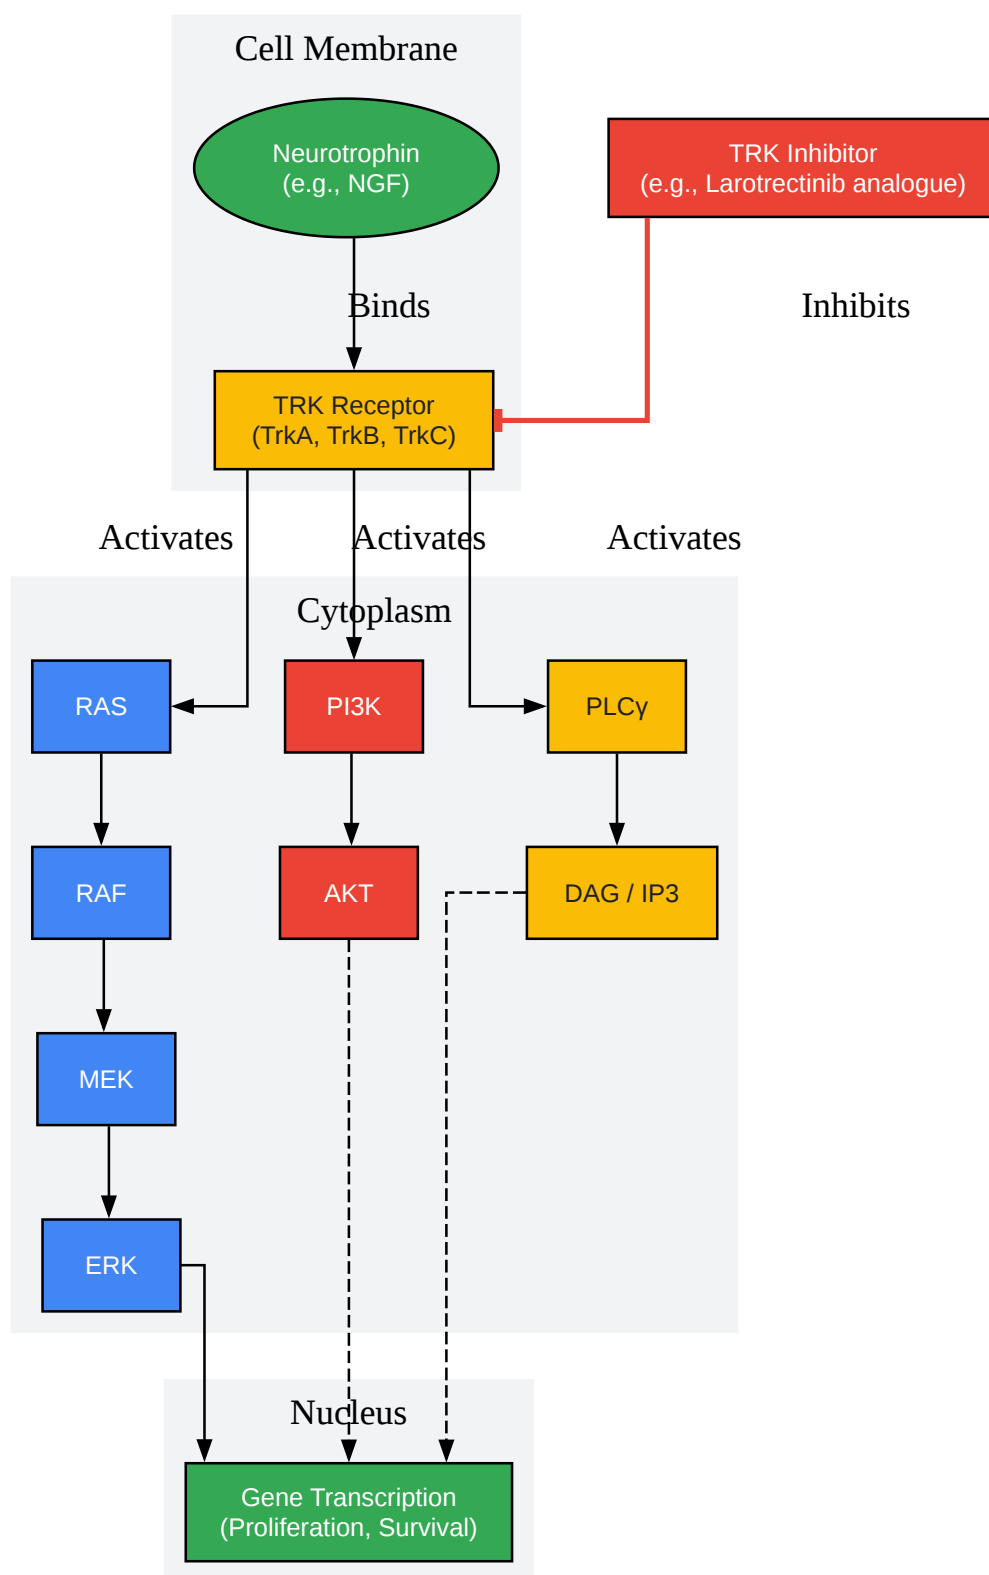 Cell Membrane
Neurotrophin
(e.g., NGF)
TRK Inhibitor
(e.g., Larotrectinib analogue)
Binds
Inhibits
TRK Receptor
(TrkA, TrkB, TrkC)
Activates
Activates
Activates
Cytoplasm
RAS
PI3K
PLCγ
RAF
AKT
DAG / IP3
MEK
ERK
Nucleus
Gene Transcription
(Proliferation, Survival)